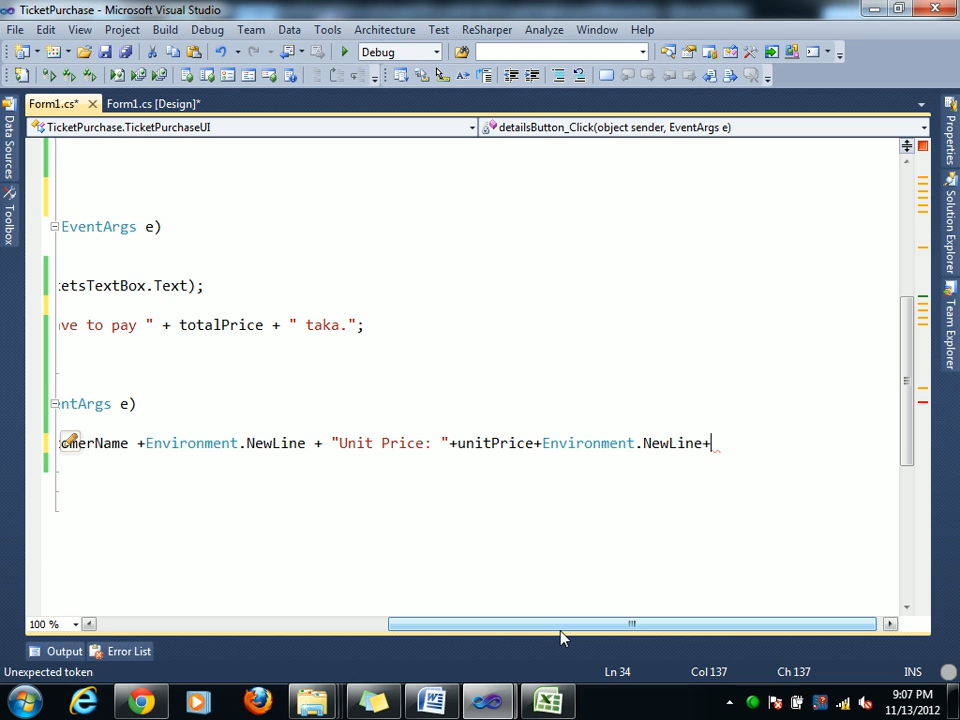 TicketPurchase - Microsoft Visual Studio
File Edit View Project Build Debug Team Data Tools Architecture Test ReSharper Analyze Window Help
Debug
Form1.cs* Form1.cs [Design]*
TicketPurchase.TicketPurchaseUI detailsButton_Click(object sender, EventArgs e)
Data Sources
Toolbox
Properties
Solution Explorer
Team Explorer
EventArgs e)
etsTextBox.Text);
ave to pay " + totalPrice + " taka.";
entArgs e)
omerName +Environment.NewLine + "Unit Price: "+unitPrice+Environment.NewLine+
100 %
Output Error List
Unexpected token Ln 34 Col 137 Ch 137 INS
9:07 PM
11/13/2012